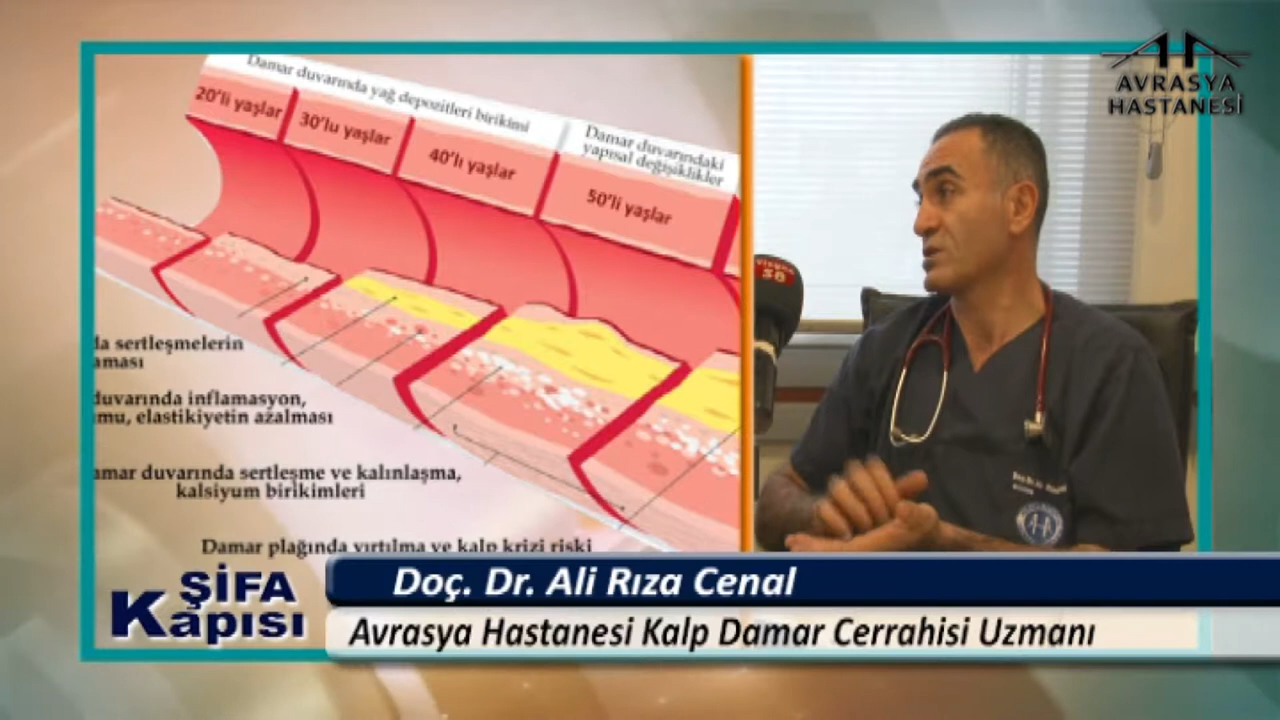 Damar duvarında yağ depozitleri birikimi
Damar duvarındaki
yapısal değişiklikler
20'li yaşlar
30'lu yaşlar
40'lı yaşlar
50'li yaşlar
AVRASYA
HASTANESİ
da sertleşmelerin
aması
duvarında inflamasyon,
mu, elastikiyetin azalması
amar duvarında sertleşme ve kalınlaşma,
kalsiyum birikimleri
Damar plağında yırtılma ve kalp krizi riski
38
ŞİFA
Kapısı
Doç. Dr. Ali Rıza Cenal
Avrasya Hastanesi Kalp Damar Cerrahisi Uzmanı